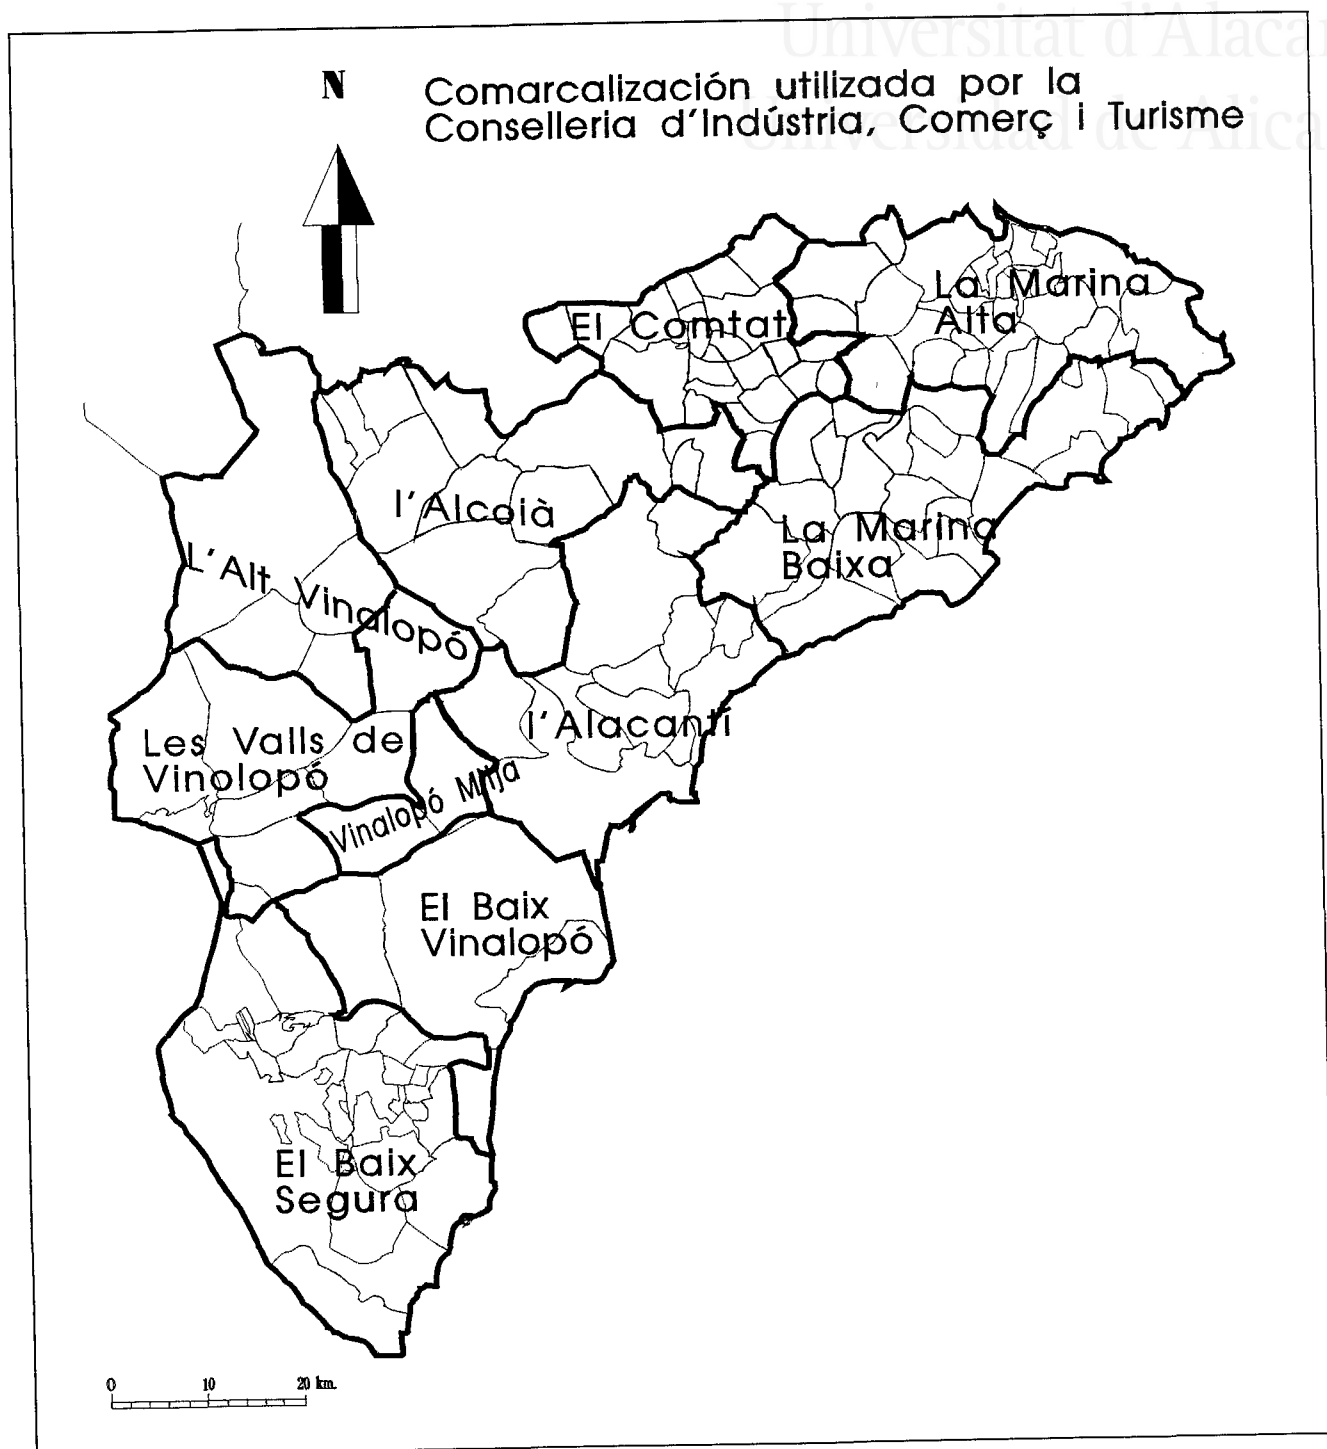 Universitat d'Alaca
Universidad de Alica
N
Comarcalización utilizada por la
Conselleria d'Indústria, Comerç i Turisme
La Marina
Alta
El Comtat
l'Alcoià
La Marina
Baixa
L'Alt Vinalopó
l'Alacantí
Les Valls de
Vinolopó
Vinalopó Mitja
El Baix
Vinalopó
El Baix
Segura
0 10 20 km.